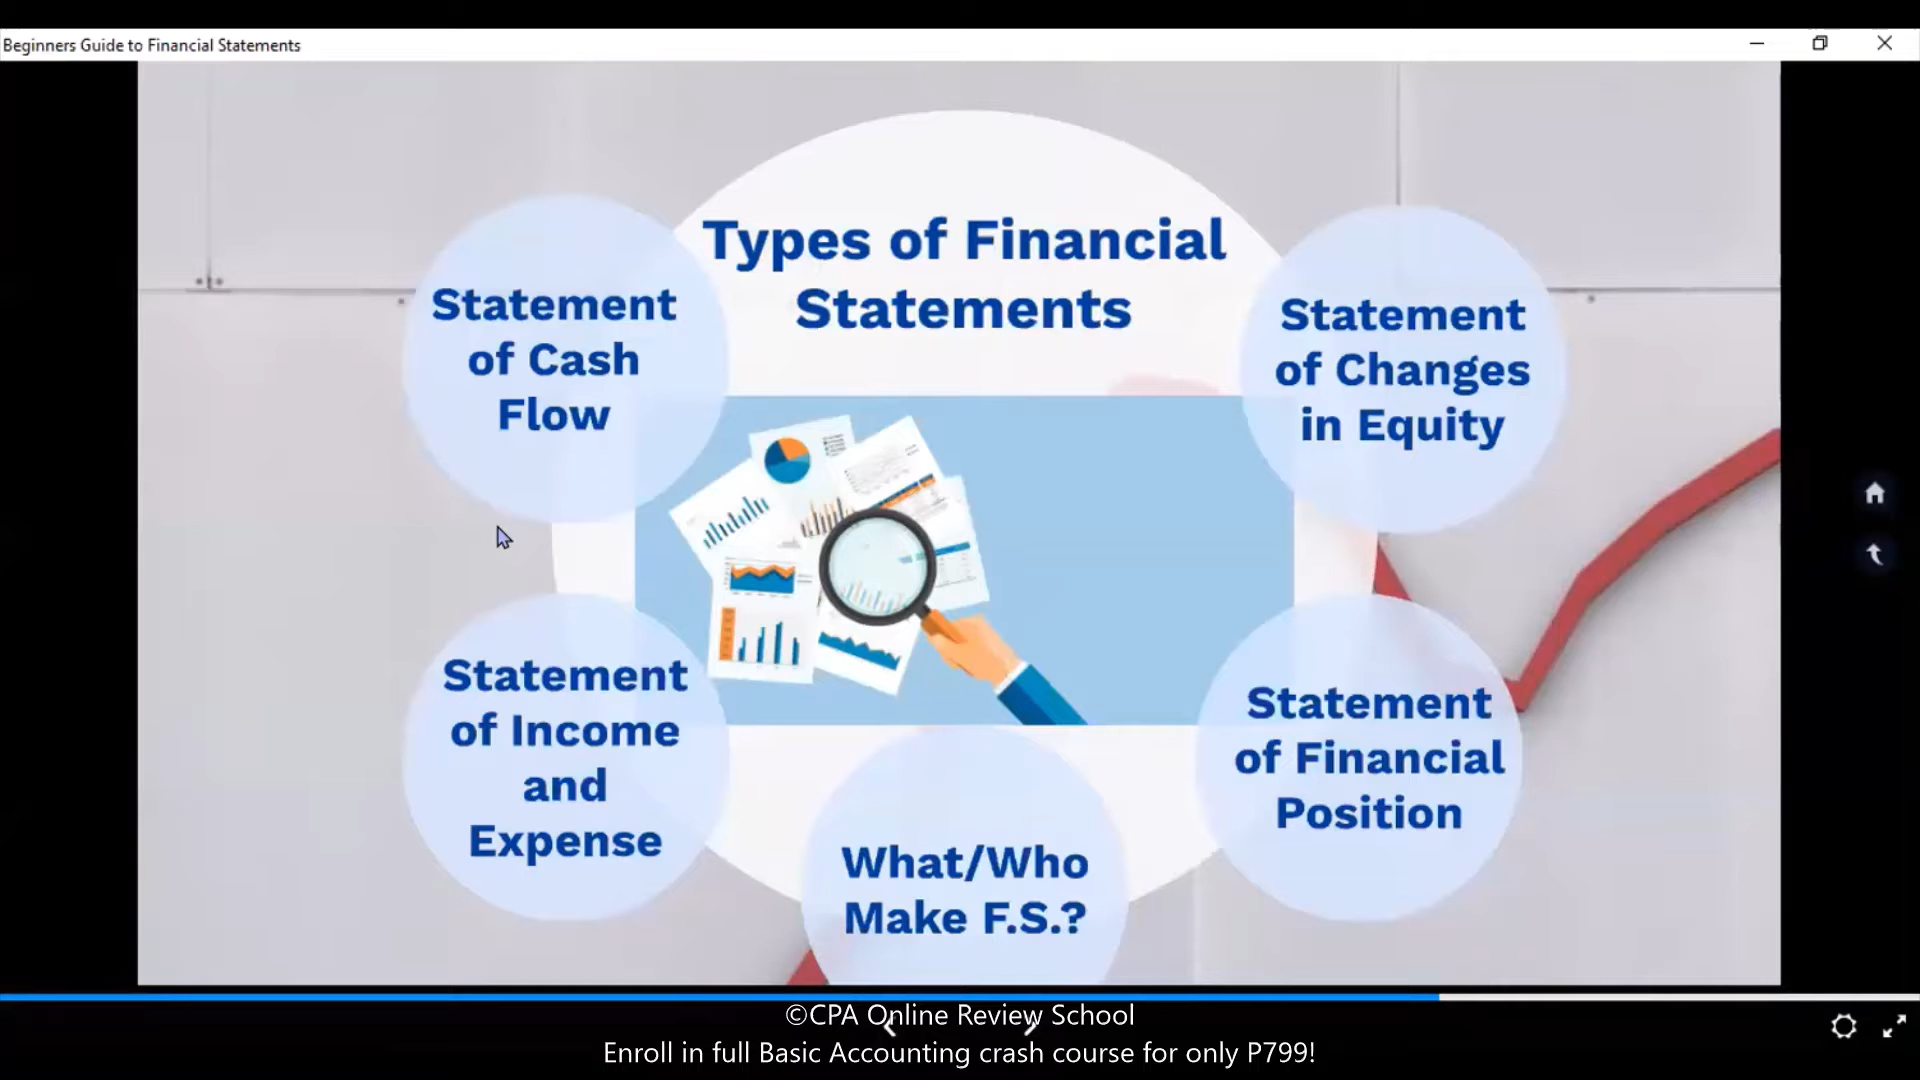 Beginners Guide to Financial Statements
Types of Financial
Statements
Statement
of Cash
Flow
Statement
of Changes
in Equity
Statement
of Income
and
Expense
Statement
of Financial
Position
What/Who
Make F.S.?
©CPA Online Review School
Enroll in full Basic Accounting crash course for only P799!